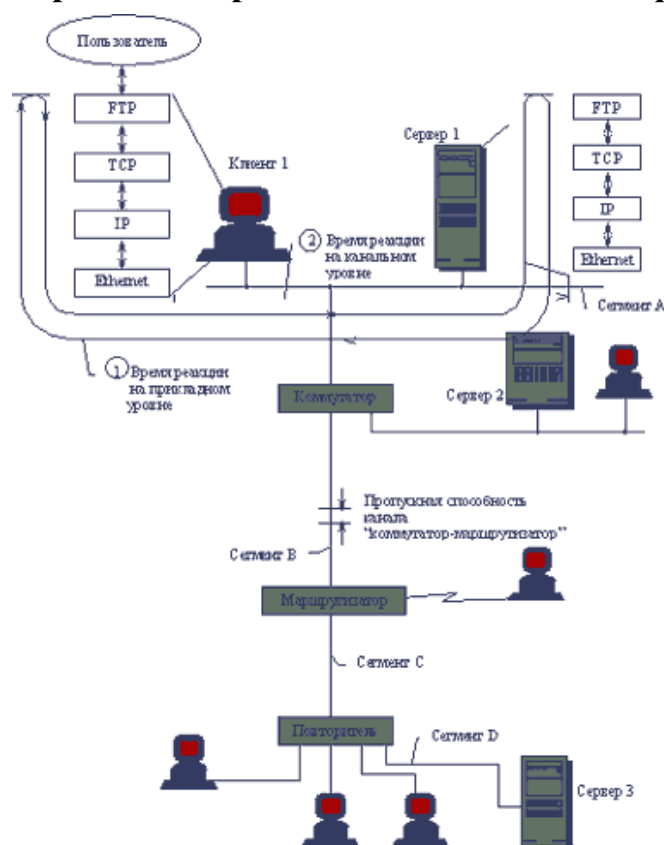 Пользователь
FTP
TCP
IP
Ethernet
Клиент 1
Сервер 1
FTP
TCP
IP
Ethernet
2 Время реакции
на канальном
уровне
Сегмент А
1 Время реакции
на прикладном
уровне
Коммутатор
Сервер 2
Пропускная способность
канала
"коммутатор-маршрутизатор"
Сегмент В
Маршрутизатор
Сегмент С
Повторитель
Сегмент D
Сервер 3